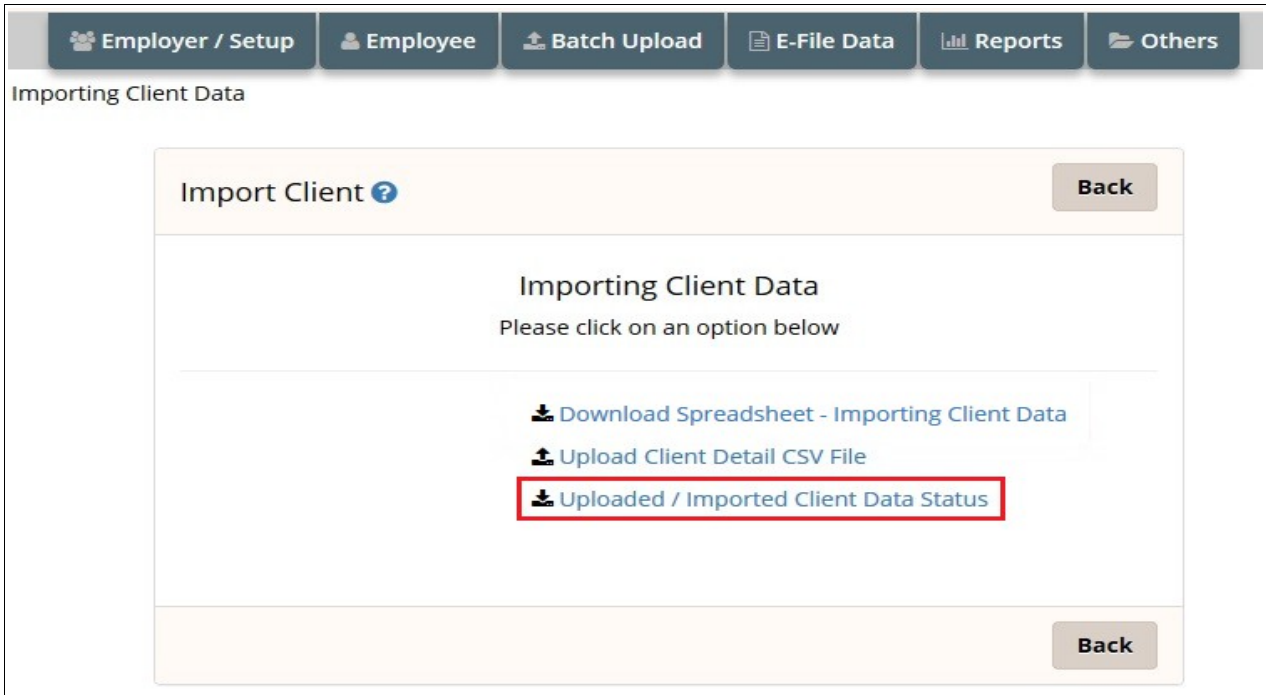 Employer / Setup Employee Batch Upload E-File Data Reports Others
Importing Client Data
Import Client Back
Importing Client Data
Please click on an option below
Download Spreadsheet - Importing Client Data
Upload Client Detail CSV File
Uploaded / Imported Client Data Status
Back